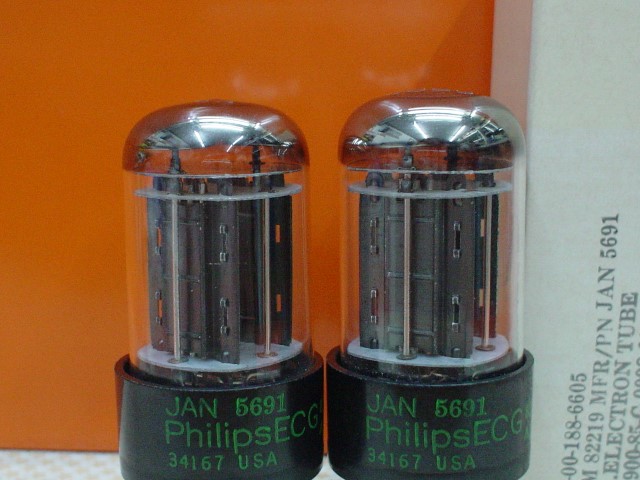 JAN 5691
PhilipsECG
34167 USA
JAN 5691
PhilipsECG
34167 USA
00-188-6605
M 82219 MFR/PN JAN 5691
ELECTRON TUBE